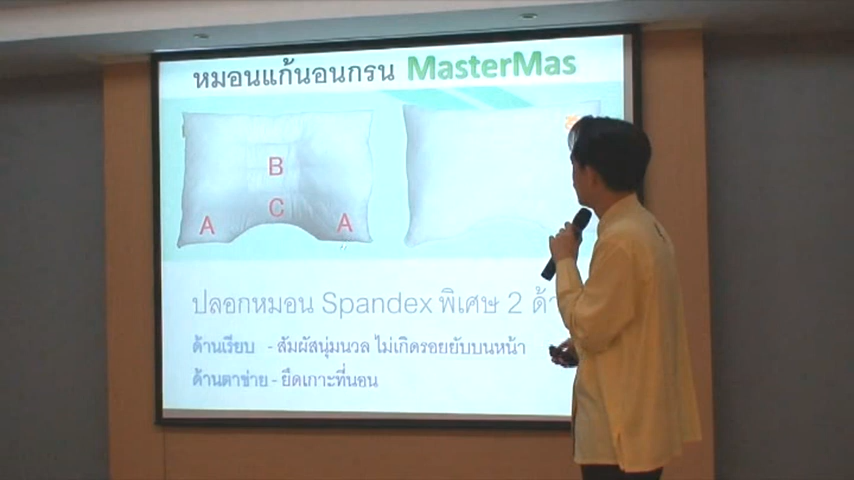 หมอนแก้นอนกรน MasterMas
B
C
A A
ปลอกหมอน Spandex พิเศษ 2
ด้านเรียบ - สัมผัสนุ่มนวล ไม่เกิดรอยยับบนหน้า
ด้านตาข่าย - ยึดเกาะที่นอน